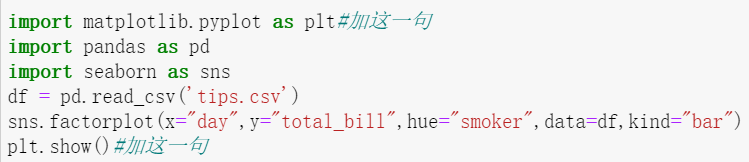 import matplotlib.pyplot as plt#加这一句
import pandas as pd
import seaborn as sns
df = pd.read_csv('tips.csv')
sns.factorplot(x="day",y="total_bill",hue="smoker",data=df,kind="bar")
plt.show()#加这一句